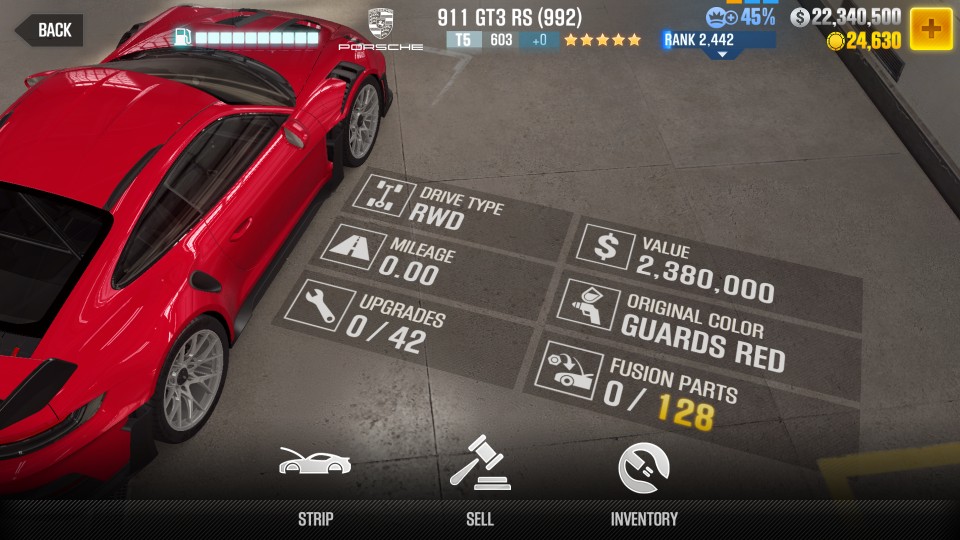 BACK
PORSCHE
911 GT3 RS (992)
T5 603 +0
45%
RANK 2,442
$ 22,340,500
24,630
+
DRIVE TYPE
RWD
MILEAGE
0.00
UPGRADES
0 / 42
$
VALUE
2,380,000
ORIGINAL COLOR
GUARDS RED
FUSION PARTS
0 / 128
STRIP
SELL
INVENTORY